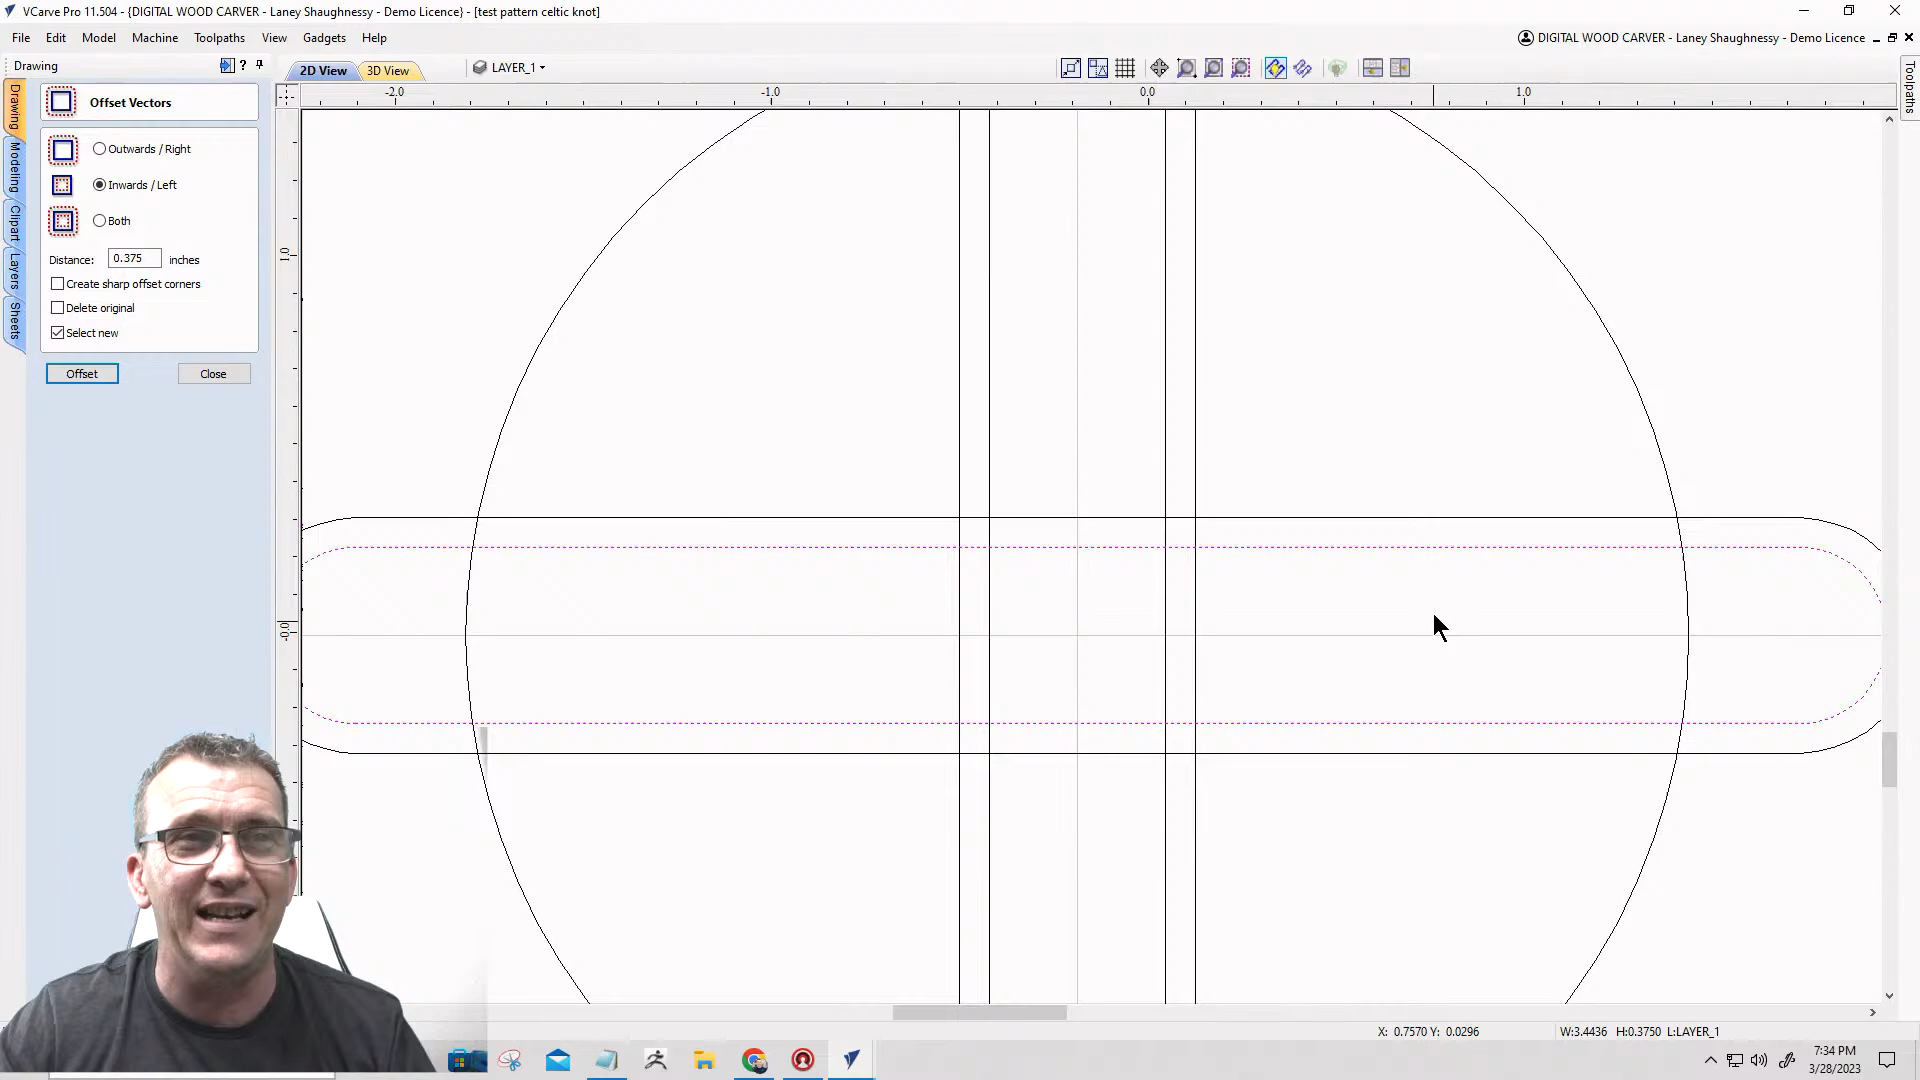 VCarve Pro 11.504 - {DIGITAL WOOD CARVER - Laney Shaughnessy - Demo Licence} - [test pattern celtic knot]
File Edit Model Machine Toolpaths View Gadgets Help
DIGITAL WOOD CARVER - Laney Shaughnessy - Demo Licence
Drawing
2D View 3D View LAYER_1
Offset Vectors
Outwards / Right
Inwards / Left
Both
Distance: 0.375 inches
Create sharp offset corners
Delete original
Select new
Offset Close
Drawing
Modeling
Clipart
Layers
Sheets
Toolpaths
-2.0 -1.0 0.0 1.0
1.0
-0.0
X: 0.7570 Y: 0.0296 W:3.4436 H:0.3750 L:LAYER_1
7:34 PM
3/28/2023